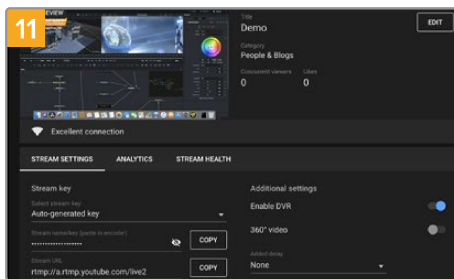 11
Title
Demo
EDIT
Category
People & Blogs
Concurrent viewers Likes
0 0
Excellent connection
STREAM SETTINGS ANALYTICS STREAM HEALTH
Stream key
Additional settings
Select stream key
Auto-generated key
Enable DVR
Stream name/key (paste in encoder)
COPY
360° video
Stream URL
rtmp://a.rtmp.youtube.com/live2
COPY
Added delay
None